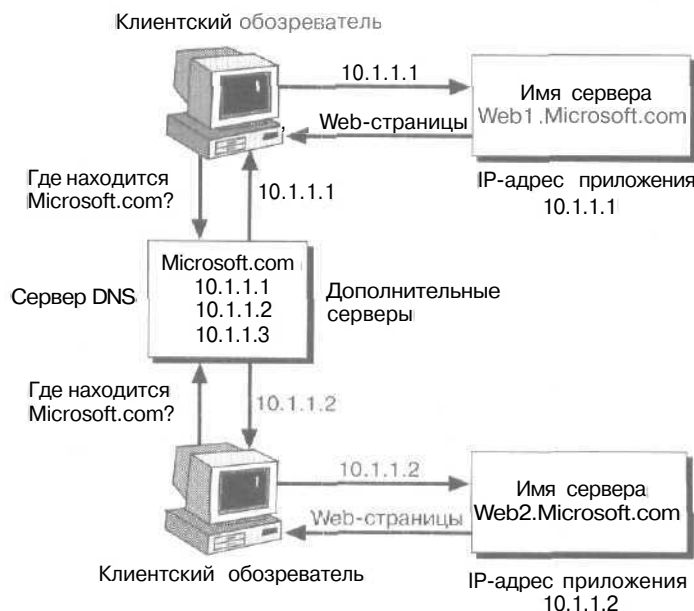 Клиентский обозреватель
10.1.1.1
Имя сервера
Web1.Microsoft.com
Web-страницы
Где находится
Microsoft.com?
10.1.1.1
IP-адрес приложения
10.1.1.1
Сервер DNS
Microsoft.com
10.1.1.1
10.1.1.2
10.1.1.3
Дополнительные
серверы
Где находится
Microsoft.com?
10.1.1.2
10.1.1.2
Имя сервера
Web2.Microsoft.com
Web-страницы
Клиентский обозреватель
IP-адрес приложения
10.1.1.2